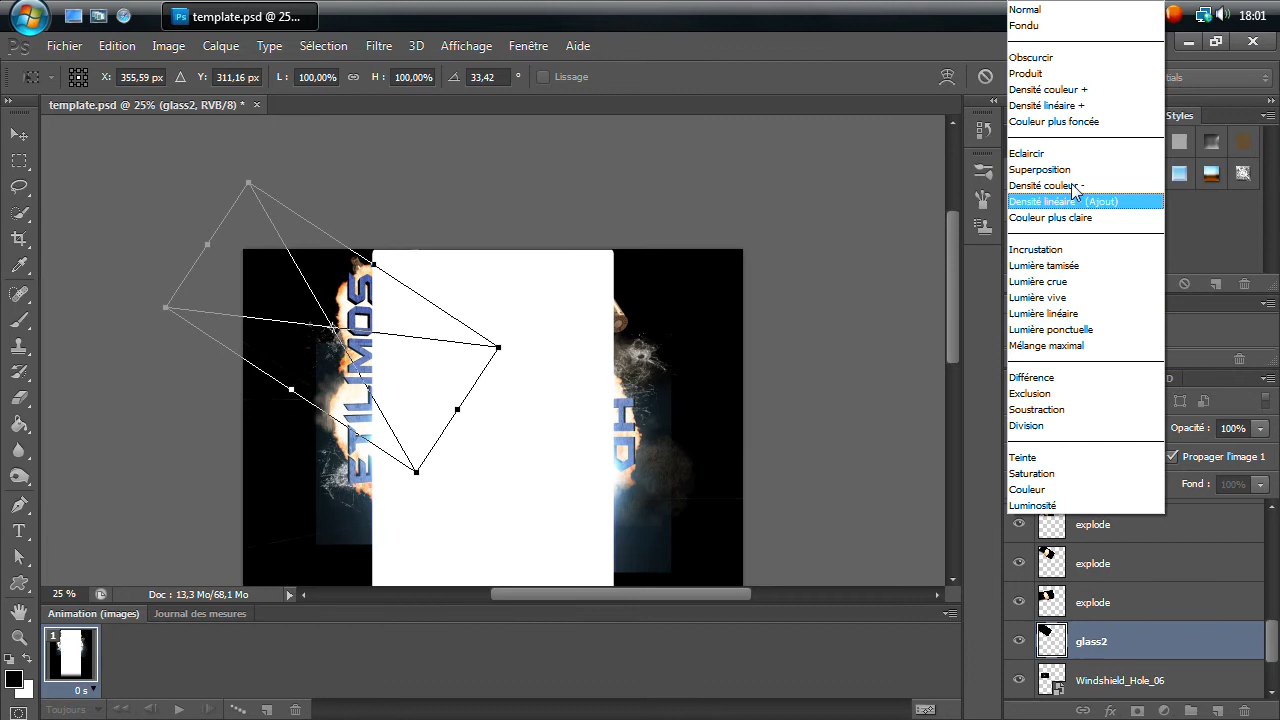 template.psd @ 25...
18:01
Fichier Edition Image Calque Type Sélection Filtre 3D Affichage Fenêtre Aide
X: 355,59 px Y: 311,16 px L: 100,00% H: 100,00% 33,42 ° Lissage
template.psd @ 25% (glass2, RVB/8) *
Styles
Normal
Fondu
Obscurcir
Produit
Densité couleur +
Densité linéaire +
Couleur plus foncée
Eclaircir
Superposition
Densité couleur -
Densité linéaire - (Ajout)
Couleur plus claire
Incrustation
Lumière tamisée
Lumière crue
Lumière vive
Lumière linéaire
Lumière ponctuelle
Mélange maximal
Différence
Exclusion
Soustraction
Division
Teinte
Saturation
Couleur
Luminosité
Opacité : 100%
Propager l'image 1
Fond : 100%
explode
explode
explode
glass2
Windshield_Hole_06
ETILIMOS
HD
25 % Doc : 13,3 Mo/68,1 Mo
Animation (images) Journal des mesures
1
0 s
Toujours